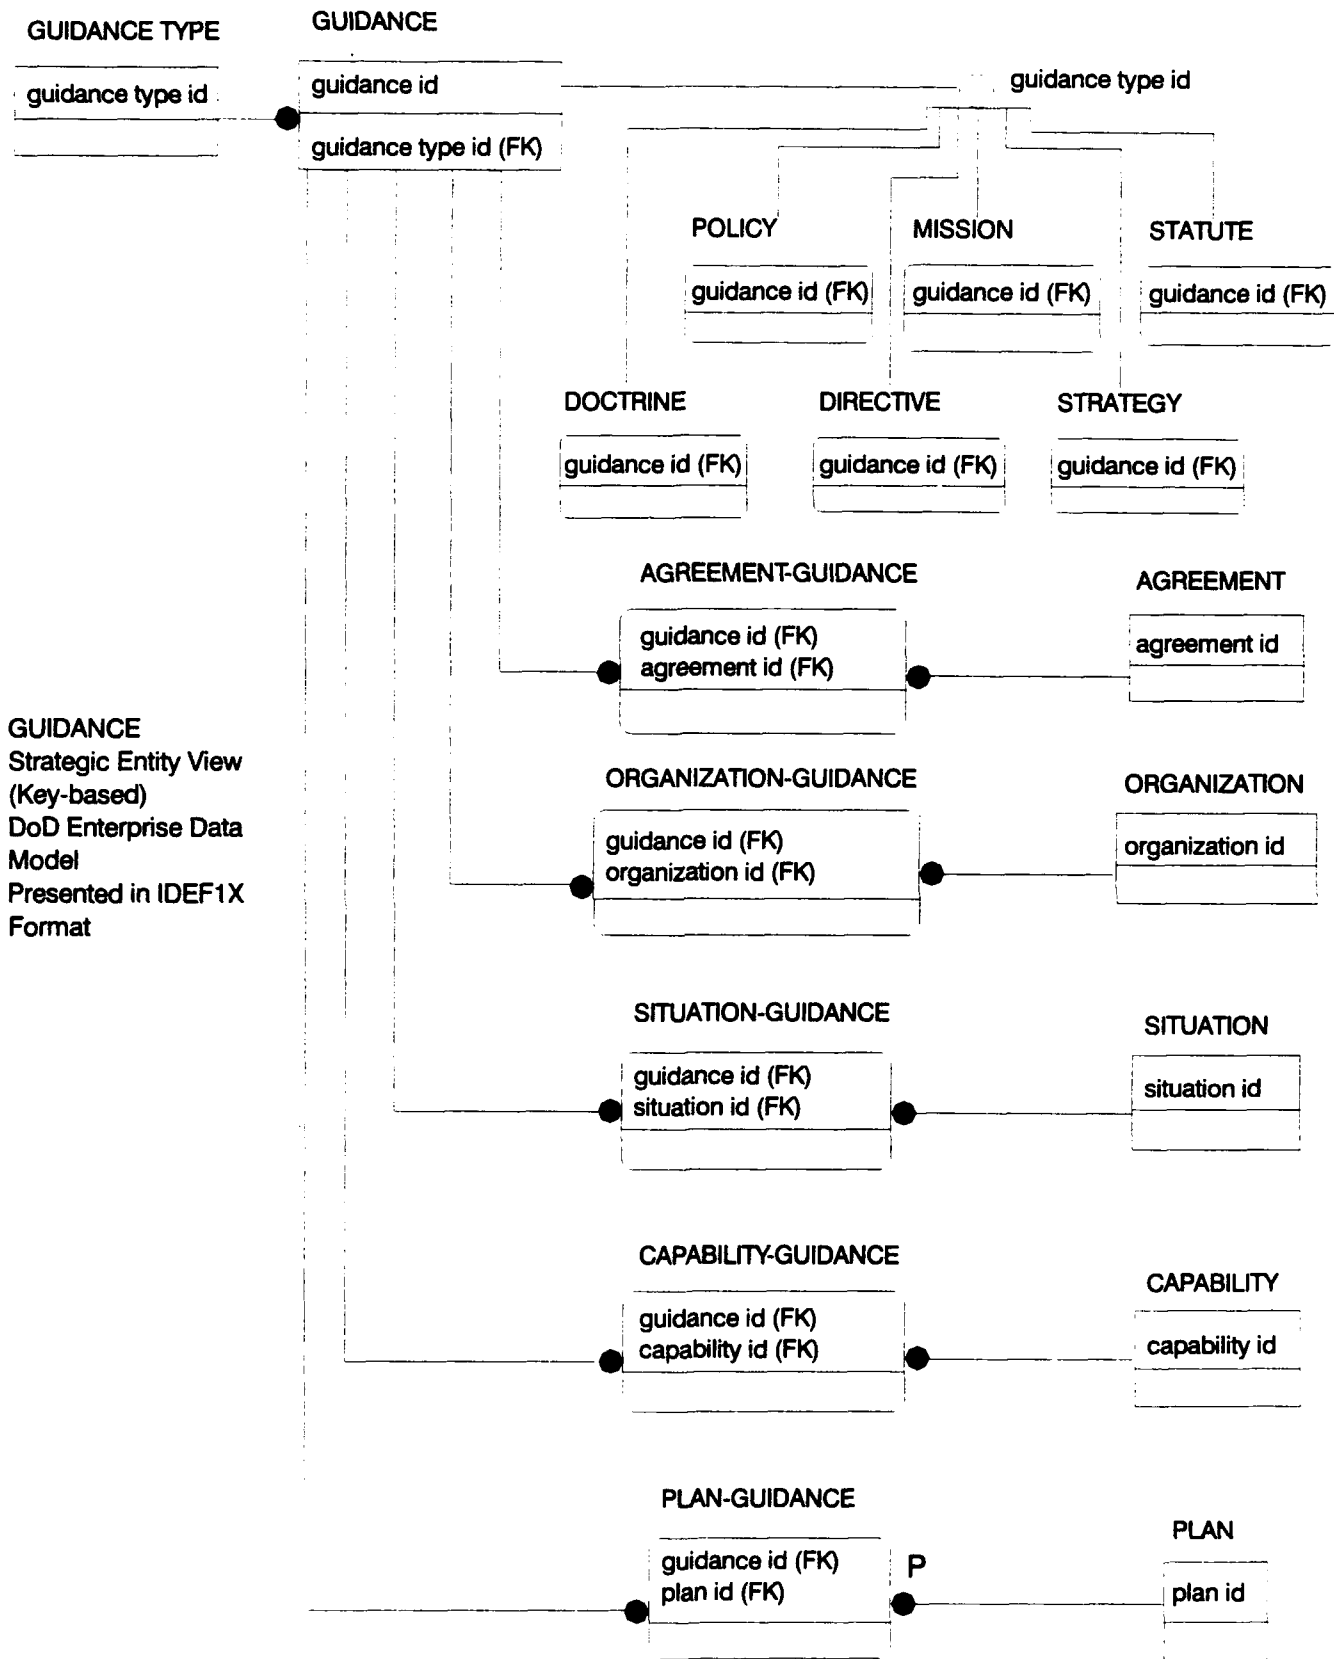 GUIDANCE TYPE
guidance type id
GUIDANCE
guidance id
guidance type id (FK)
guidance type id
POLICY
guidance id (FK)
MISSION
guidance id (FK)
STATUTE
guidance id (FK)
DOCTRINE
guidance id (FK)
DIRECTIVE
guidance id (FK)
STRATEGY
guidance id (FK)
AGREEMENT-GUIDANCE
guidance id (FK)
agreement id (FK)
AGREEMENT
agreement id
GUIDANCE
Strategic Entity View
(Key-based)
DoD Enterprise Data
Model
Presented in IDEF1X
Format
ORGANIZATION-GUIDANCE
guidance id (FK)
organization id (FK)
ORGANIZATION
organization id
SITUATION-GUIDANCE
guidance id (FK)
situation id (FK)
SITUATION
situation id
CAPABILITY-GUIDANCE
guidance id (FK)
capability id (FK)
CAPABILITY
capability id
PLAN-GUIDANCE
guidance id (FK)
plan id (FK)
P
PLAN
plan id